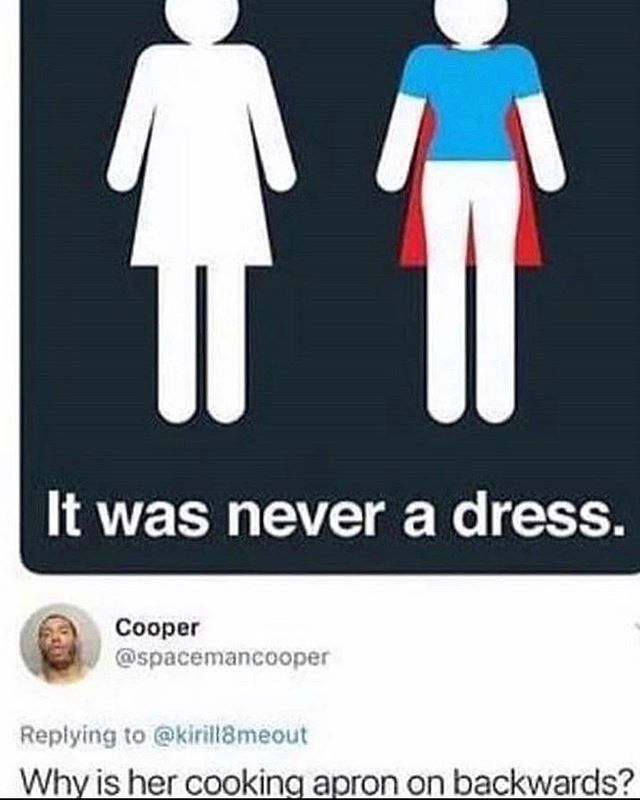 It was never a dress.
Cooper
@spacemancooper
Replying to @kirill8meout
Why is her cooking apron on backwards?